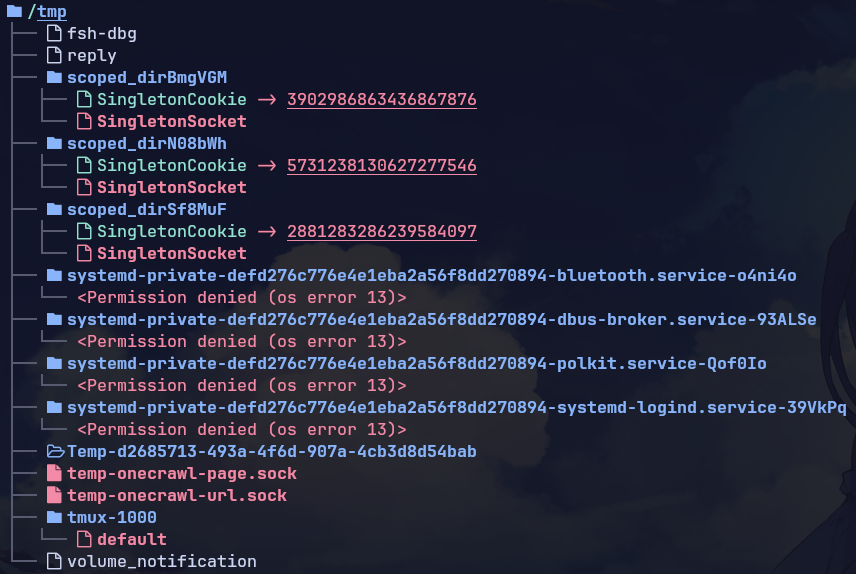 /tmp
fsh-dbg
reply
scoped_dirBmgVGM
SingletonCookie -> 3902986863436867876
SingletonSocket
scoped_dirN08bWh
SingletonCookie -> 5731238130627277546
SingletonSocket
scoped_dirSf8MuF
SingletonCookie -> 2881283286239584097
SingletonSocket
systemd-private-defd276c776e4e1eba2a56f8dd270894-bluetooth.service-o4ni4o
<Permission denied (os error 13)>
systemd-private-defd276c776e4e1eba2a56f8dd270894-dbus-broker.service-93ALSe
<Permission denied (os error 13)>
systemd-private-defd276c776e4e1eba2a56f8dd270894-polkit.service-Qof0Io
<Permission denied (os error 13)>
systemd-private-defd276c776e4e1eba2a56f8dd270894-systemd-logind.service-39VkPq
<Permission denied (os error 13)>
Temp-d2685713-493a-4f6d-907a-4cb3d8d54bab
temp-onecrawl-page.sock
temp-onecrawl-url.sock
tmux-1000
default
volume_notification